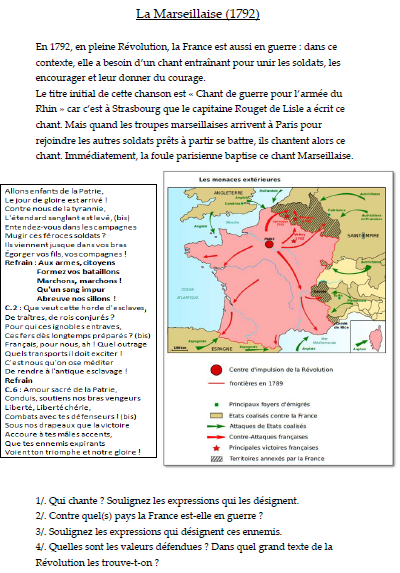 La Marseillaise (1792)
En 1792, en pleine Révolution, la France est aussi en guerre : dans ce
contexte, elle a besoin d'un chant entraînant pour unir les soldats, les
encourager et leur donner du courage.
Le titre initial de cette chanson est « Chant de guerre pour l'armée du
Rhin » car c'est à Strasbourg que le capitaine Rouget de Lisle a écrit ce
chant. Mais quand les troupes marseillaises arrivent à Paris pour
rejoindre les autres soldats prêts à partir se battre, ils chantent alors ce
chant. Immédiatement, la foule parisienne baptise ce chant Marseillaise.
Allons enfants de la Patrie,
Le jour de gloire est arrivé !
Contre nous de la tyrannie,
L'étendard sanglant est levé, (bis)
Entendez-vous dans les campagnes
Mugir ces féroces soldats ?
Ils viennent jusque dans vos bras
Égorger vos fils, vos compagnes !
Refrain : Aux armes, citoyens
Formez vos bataillons
Marchons, marchons !
Qu'un sang impur
Abreuve nos sillons !
C.2 : Que veut cette horde d'esclaves,
De traîtres, de rois conjurés ?
Pour qui ces ignobles entraves,
Ces fers dès longtemps préparés ? (bis)
Français, pour nous, ah ! Quel outrage
Quels transports il doit exciter !
C'est nous qu'on ose méditer
De rendre à l'antique esclavage !
Refrain
C.6 : Amour sacré de la Patrie,
Conduis, soutiens nos bras vengeurs
Liberté, Liberté chérie,
Combats avec tes défenseurs ! (bis)
Sous nos drapeaux que la victoire
Accoure à tes mâles accents,
Que tes ennemis expirants
Voient ton triomphe et notre gloire !
Les menaces extérieures
ANGLETERRE
Autrichiens
SAINT EMPIRE
Anglais
OCEAN
ATLANTIQUE
Paris
Comté
de Nice
Mer
Méditerranée
ESPAGNE
Espagnols
Anglais
Centre d'impulsion de la Révolution
frontières en 1789
Principaux foyers d'émigrés
Etats coalisés contre la France
Attaques de Etats coalisés
Contre-Attaques françaises
Principales victoires françaises
Territoires annexés par la France
1/. Qui chante ? Soulignez les expressions qui les désignent.
2/. Contre quel(s) pays la France est-elle en guerre ?
3/. Soulignez les expressions qui désignent ces ennemis.
4/. Quelles sont les valeurs défendues ? Dans quel grand texte de la
Révolution les trouve-t-on ?